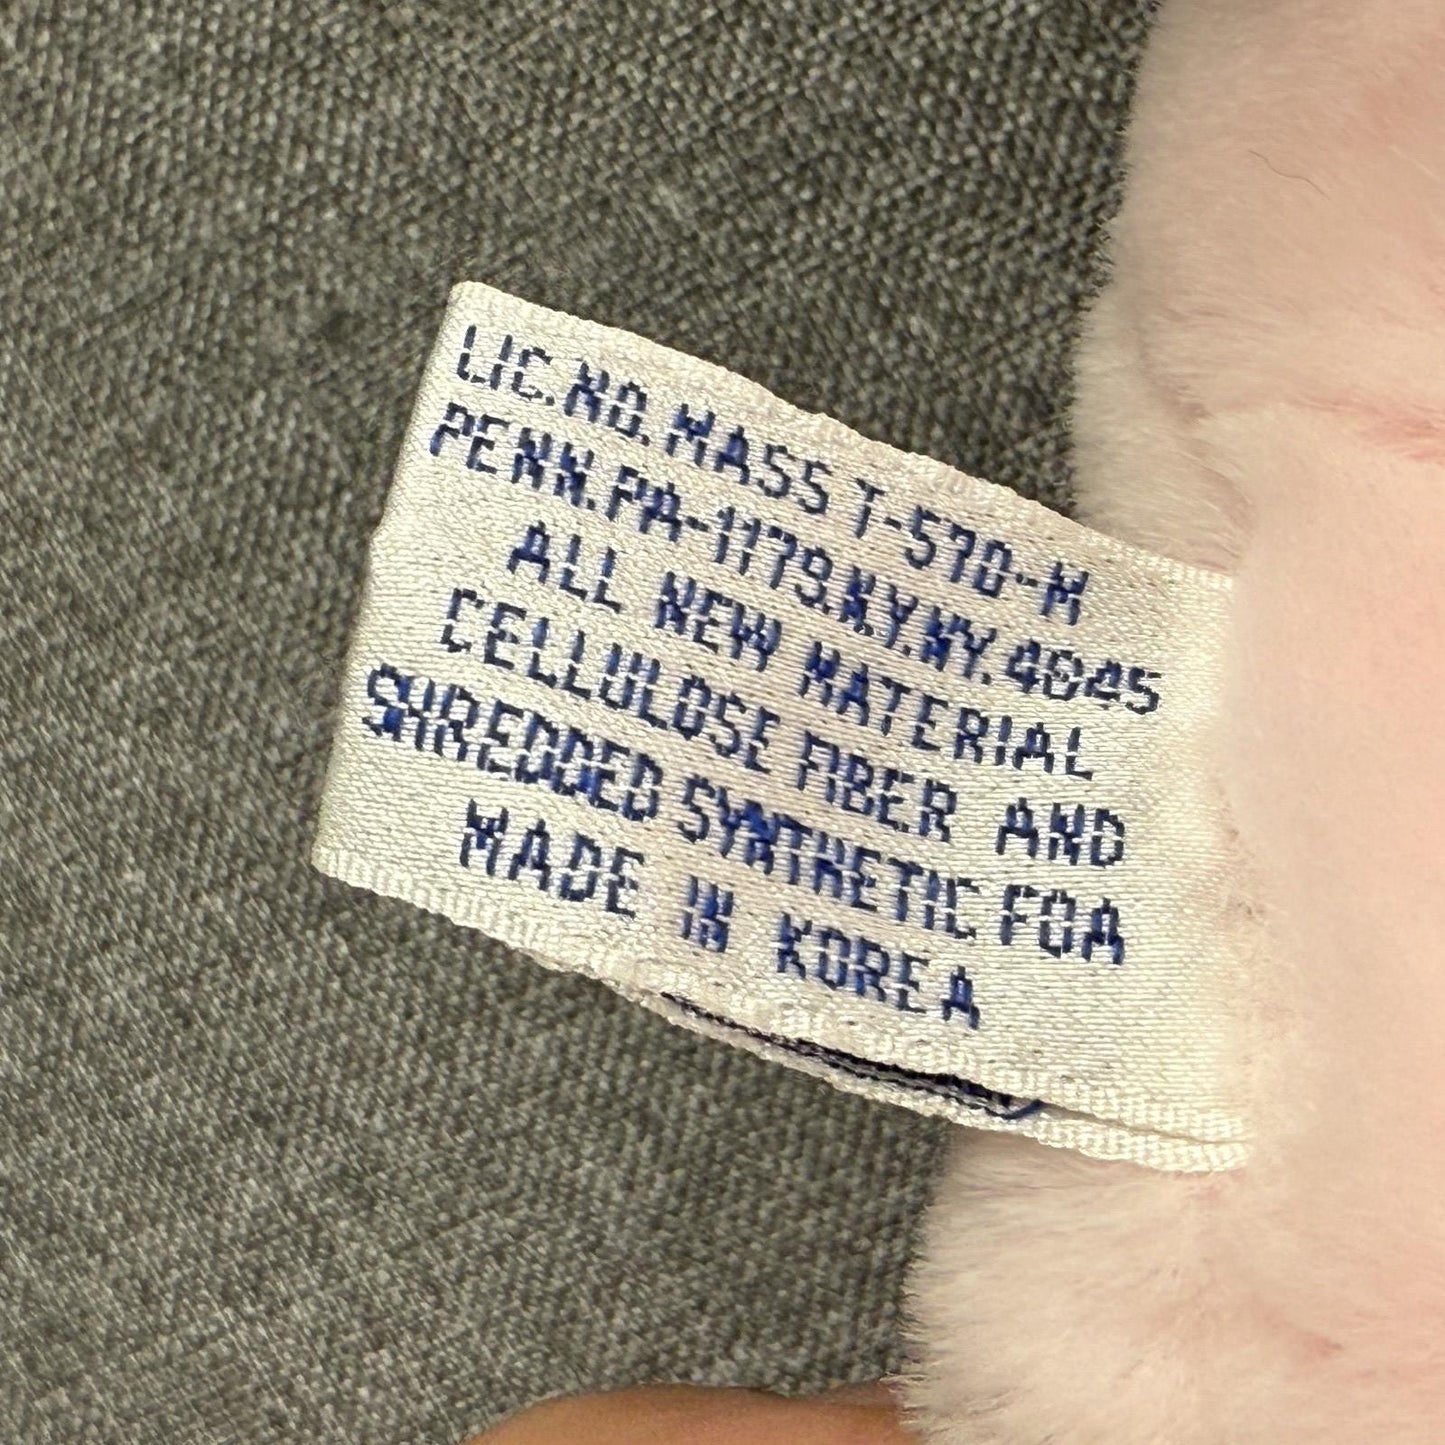 LIC.NO. MASS T-570-M
PENN.PA-1179.N.Y.NY.4845
ALL NEW MATERIAL
CELLULOSE FIBER AND
SHREDDED SYNTHETIC FOA
MADE IN KOREA